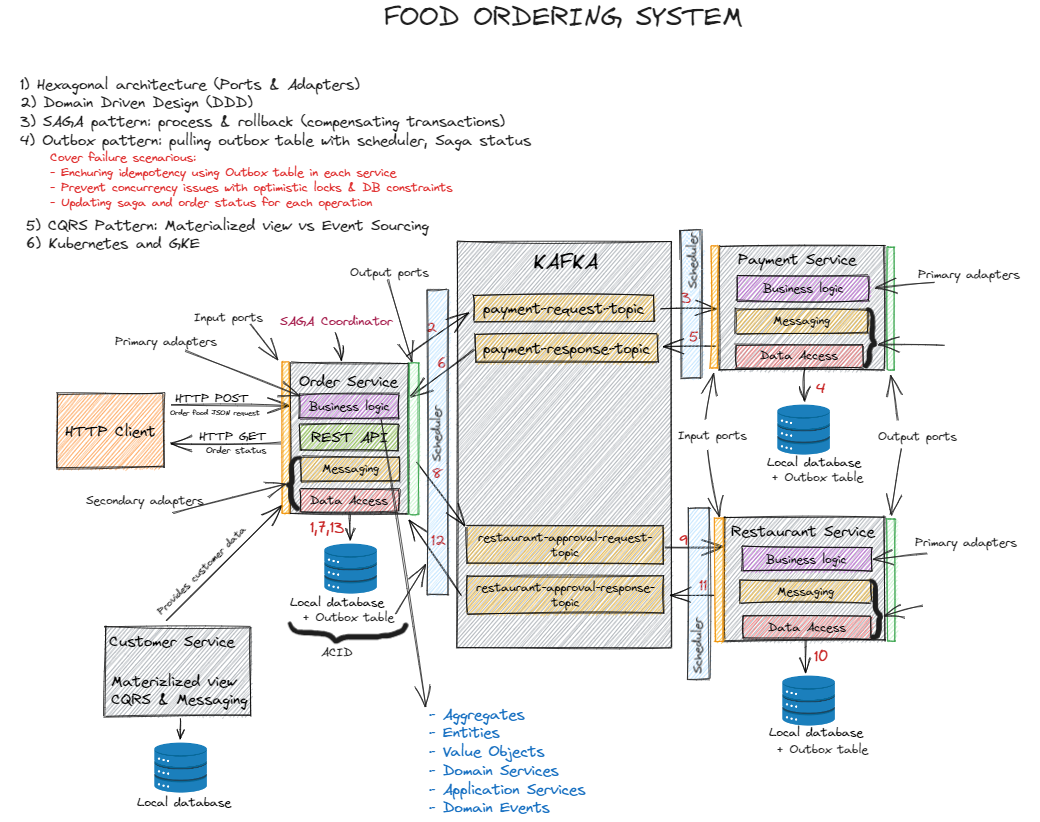 FOOD ORDERING SYSTEM
1) Hexagonal architecture (Ports & Adapters)
2) Domain Driven Design (DDD)
3) SAGA pattern: process & rollback (compensating transactions)
4) Outbox pattern: pulling outbox table with scheduler, Saga status
Cover failure scenarious:
- Enchuring idempotency using Outbox table in each service
- Prevent concurrency issues with optimistic locks & DB constraints
- Updating saga and order status for each operation
5) CQRS Pattern: Materialized view vs Event Sourcing
6) Kubernetes and GKE
HTTP Client
HTTP POST
Order food JSON request
HTTP GET
Order status
Input ports
Primary adapters
SAGA Coordinator
Output ports
Order Service
Business logic
REST API
Messaging
Data Access
Secondary adapters
1,7,13
Local database
+ Outbox table
ACID
Provides customer data
Customer Service
Materizlized view
CQRS & Messaging
Local database
Scheduler
2
6
8
12
KAFKA
payment-request-topic
payment-response-topic
restaurant-approval-request-
topic
restaurant-approval-response-
topic
- Aggregates
- Entities
- Value Objects
- Domain Services
- Application Services
- Domain Events
Scheduler
3
5
Payment Service
Business logic
Messaging
Data Access
Primary adapters
4
Local database
+ Outbox table
Input ports
Output ports
Scheduler
9
11
Restaurant Service
Business logic
Messaging
Data Access
Primary adapters
10
Local database
+ Outbox table